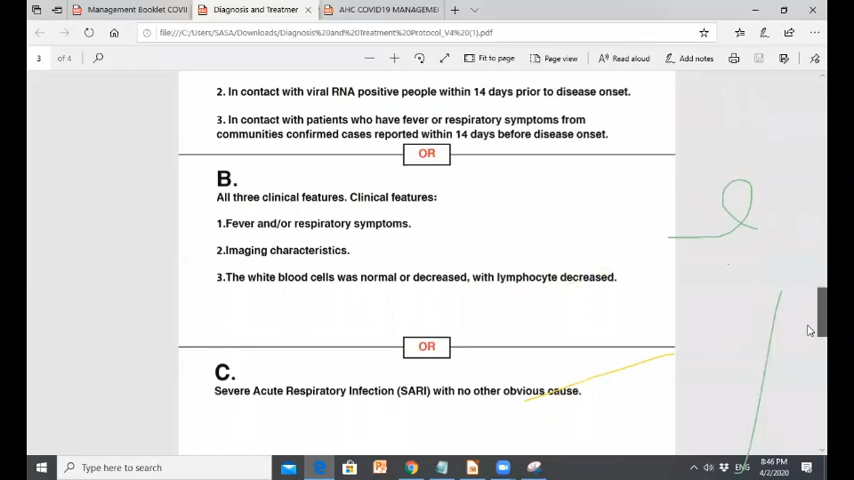 Management Booklet COVI
Diagnosis and Treatmer
AHC COVID19 MANAGEME
file:///C:/Users/SASA/Downloads/Diagnosis%20and%20Treatment%20Protocol_V4%20(1).pdf
3 of 4
Fit to page
Page view
Read aloud
Add notes
2. In contact with viral RNA positive people within 14 days prior to disease onset.
3. In contact with patients who have fever or respiratory symptoms from
communities confirmed cases reported within 14 days before disease onset.
OR
B.
All three clinical features. Clinical features:
1.Fever and/or respiratory symptoms.
2.Imaging characteristics.
3.The white blood cells was normal or decreased, with lymphocyte decreased.
OR
C.
Severe Acute Respiratory Infection (SARI) with no other obvious cause.
Type here to search
ENG
8:46 PM
4/2/2020